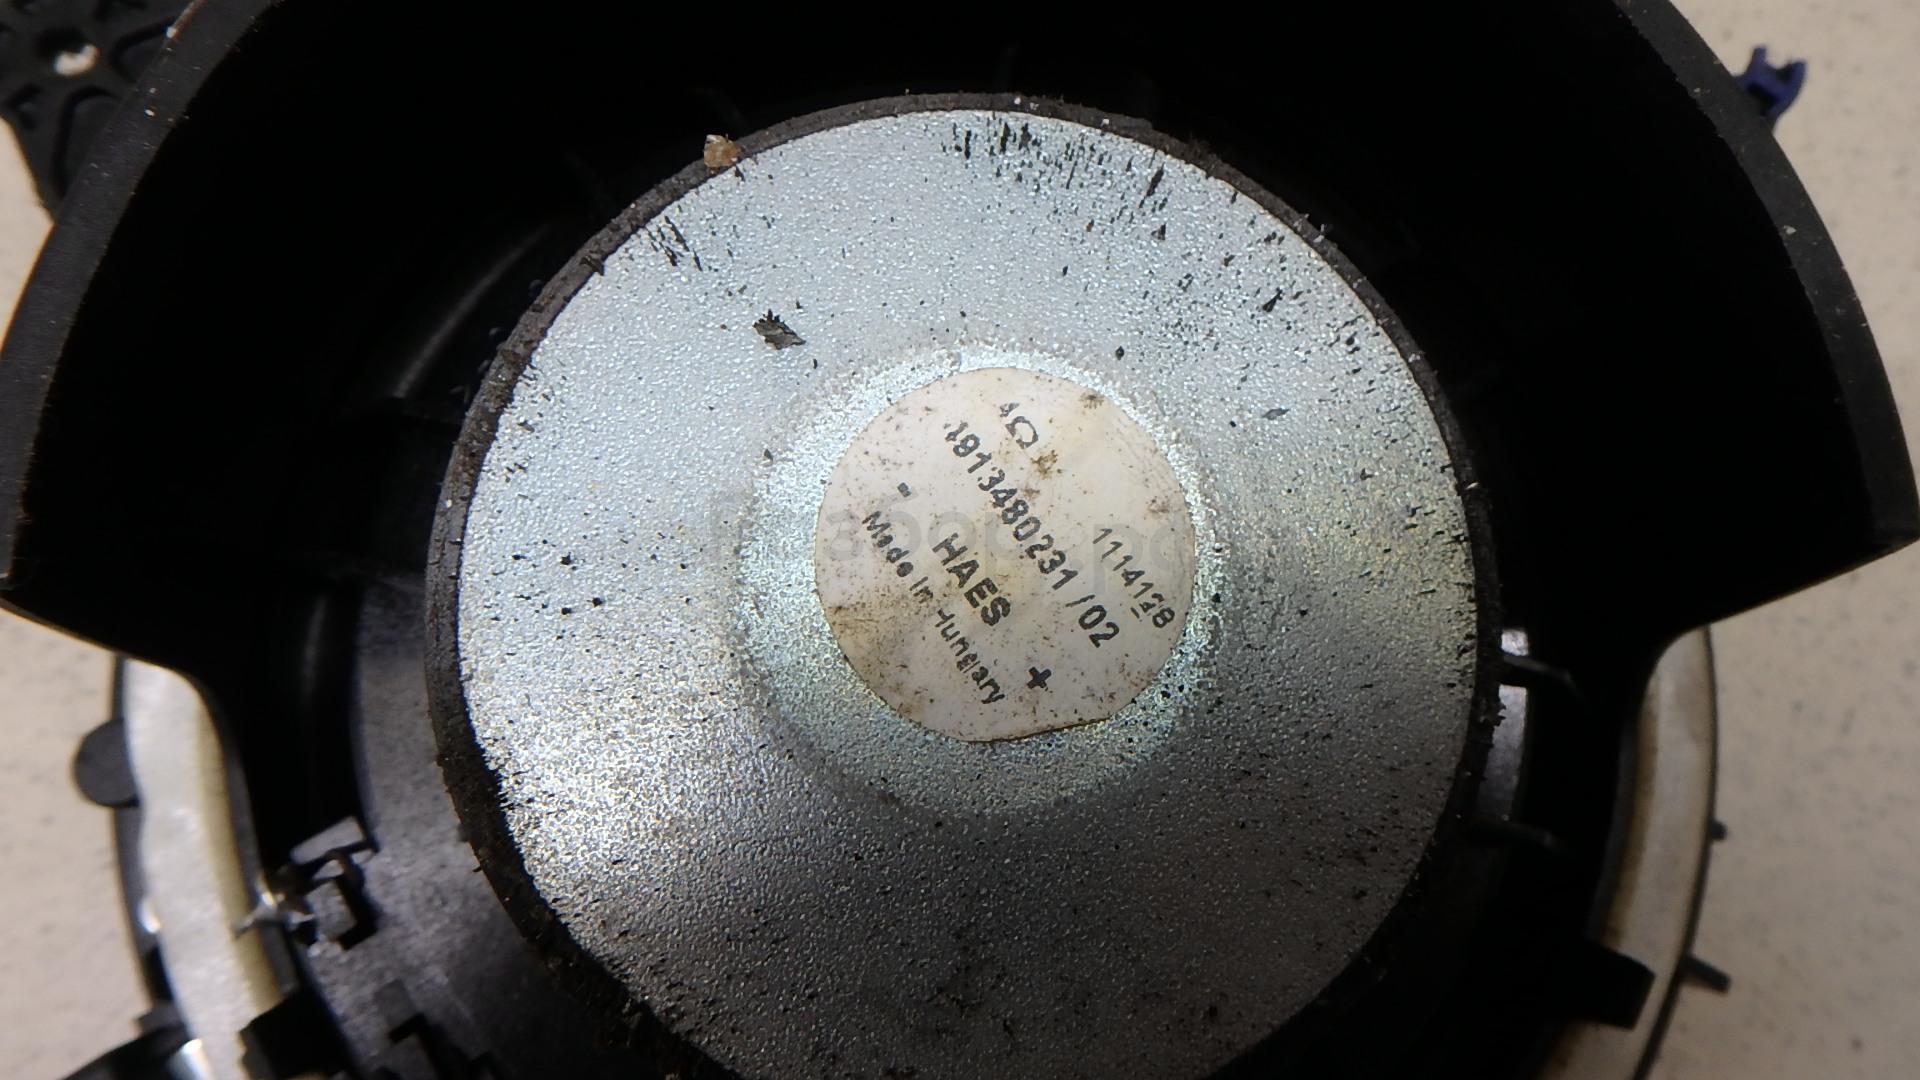 4Ω
1913480231 /02
1114128
-
HAES
+
Made in Hungary